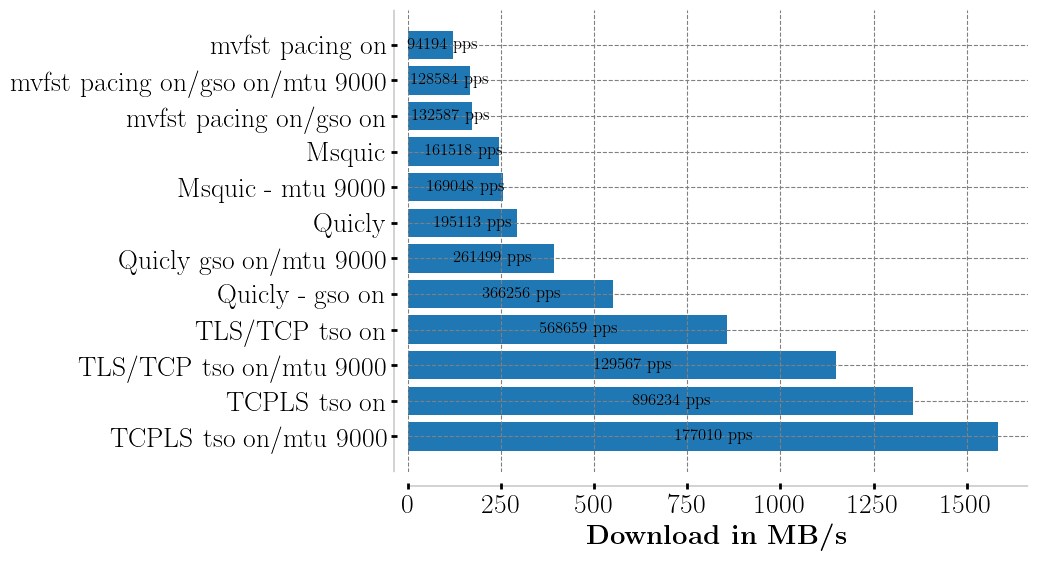 mvfst pacing on 94194 pps
mvfst pacing on/gso on/mtu 9000 128584 pps
mvfst pacing on/gso on 132587 pps
Msquic 161518 pps
Msquic - mtu 9000 169048 pps
Quicly 195113 pps
Quicly gso on/mtu 9000 261499 pps
Quicly - gso on 366256 pps
TLS/TCP tso on 568659 pps
TLS/TCP tso on/mtu 9000 129567 pps
TCPLS tso on 896234 pps
TCPLS tso on/mtu 9000 177010 pps
0 250 500 750 1000 1250 1500
Download in MB/s